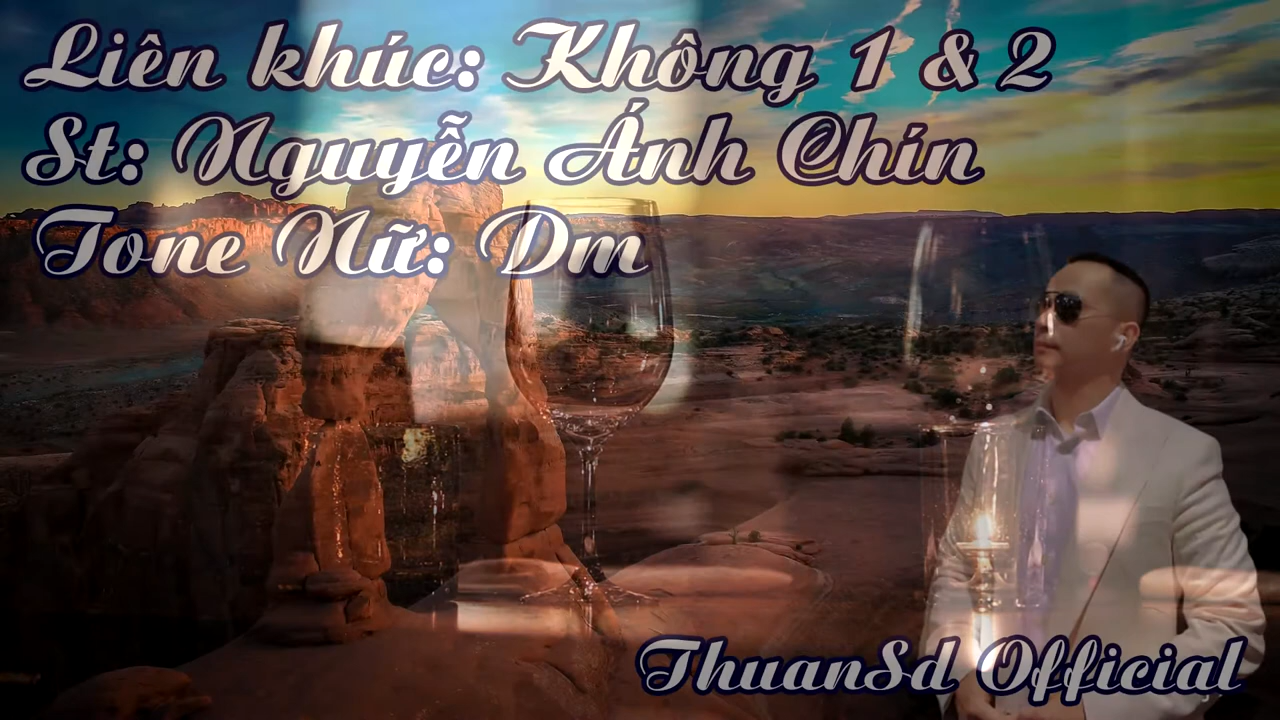 Liên khúc: Không 1 & 2
St: Nguyễn Ánh Chín
Tone Nữ: Dm
ThuanSd Official